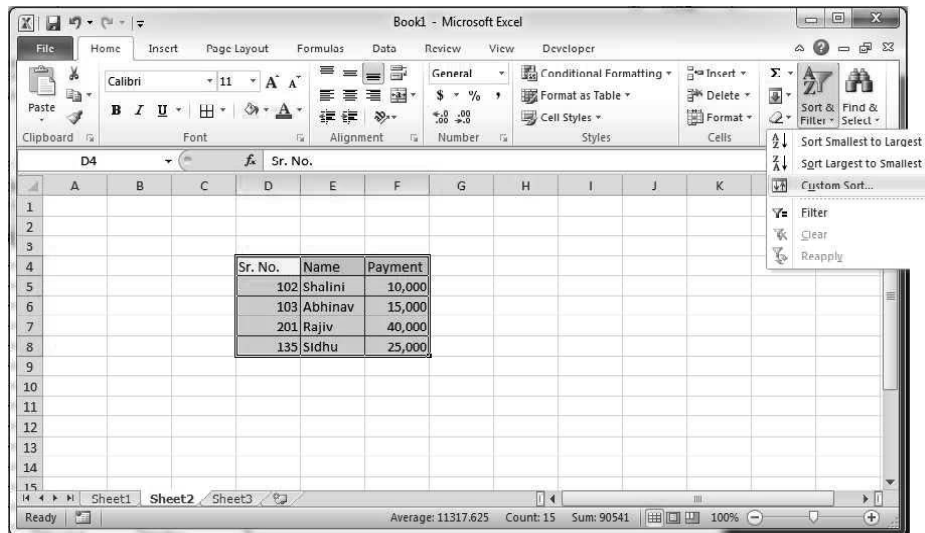 Book1 - Microsoft Excel
File Home Insert Page Layout Formulas Data Review View Developer
Paste
Calibri 11
B I U
Clipboard Font Alignment Number Styles Cells
General
$ % ,
Conditional Formatting
Format as Table
Cell Styles
Insert
Delete
Format
Sort & Filter
Find & Select
Sort Smallest to Largest
Sort Largest to Smallest
Custom Sort...
Filter
Clear
Reapply
D4 fx Sr. No.
A B C D E F G H I J K
1
2
3
4 Sr. No. Name Payment
5 102 Shalini 10,000
6 103 Abhinav 15,000
7 201 Rajiv 40,000
8 135 Sidhu 25,000
9
10
11
12
13
14
15
Sheet1 Sheet2 Sheet3
Ready Average: 11317.625 Count: 15 Sum: 90541 100%